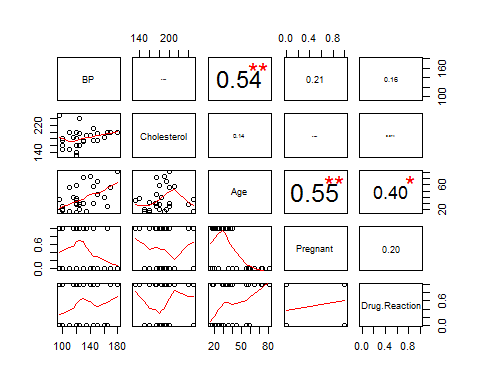 140 200
0.0 0.4 0.8
BP
0.54
**
0.21
0.16
100 160
140 220
Cholesterol
0.14
Age
0.55
**
0.40
*
20 60
0.0 0.6
Pregnant
0.20
Drug.Reaction
0.0 0.6
100 140 180
20 40 60 80
0.0 0.4 0.8